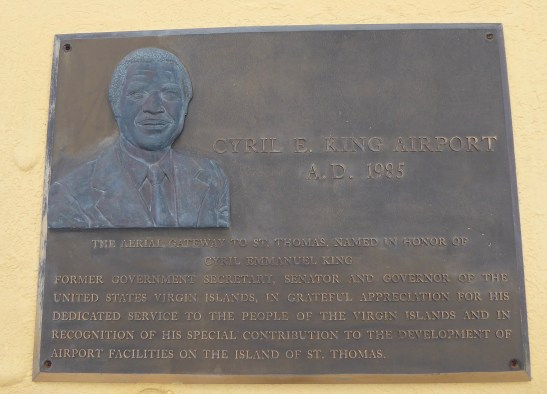 CYRIL E. KING AIRPORT
A.D. 1985
THE AERIAL GATEWAY TO ST. THOMAS, NAMED IN HONOR OF
CYRIL EMMANUEL KING
FORMER GOVERNMENT SECRETARY, SENATOR AND GOVERNOR OF THE
UNITED STATES VIRGIN ISLANDS, IN GRATEFUL APPRECIATION FOR HIS
DEDICATED SERVICE TO THE PEOPLE OF THE VIRGIN ISLANDS AND IN
RECOGNITION OF HIS SPECIAL CONTRIBUTION TO THE DEVELOPMENT OF
AIRPORT FACILITIES ON THE ISLAND OF ST. THOMAS.